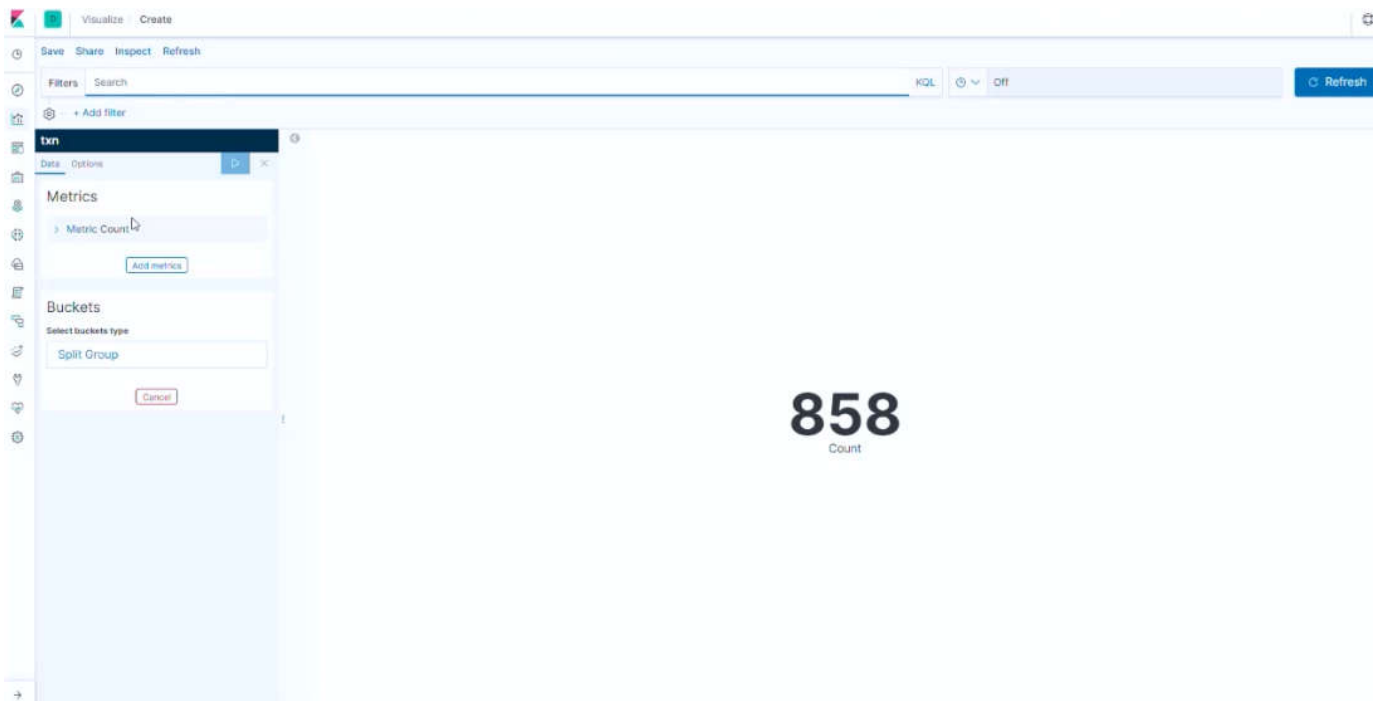 D Visualize / Create
Save Share Inspect Refresh
Filters Search KQL Off Refresh
+ Add filter
txn
Data Options
Metrics
Metric Count
Add metrics
Buckets
Select buckets type
Split Group
Cancel
858
Count